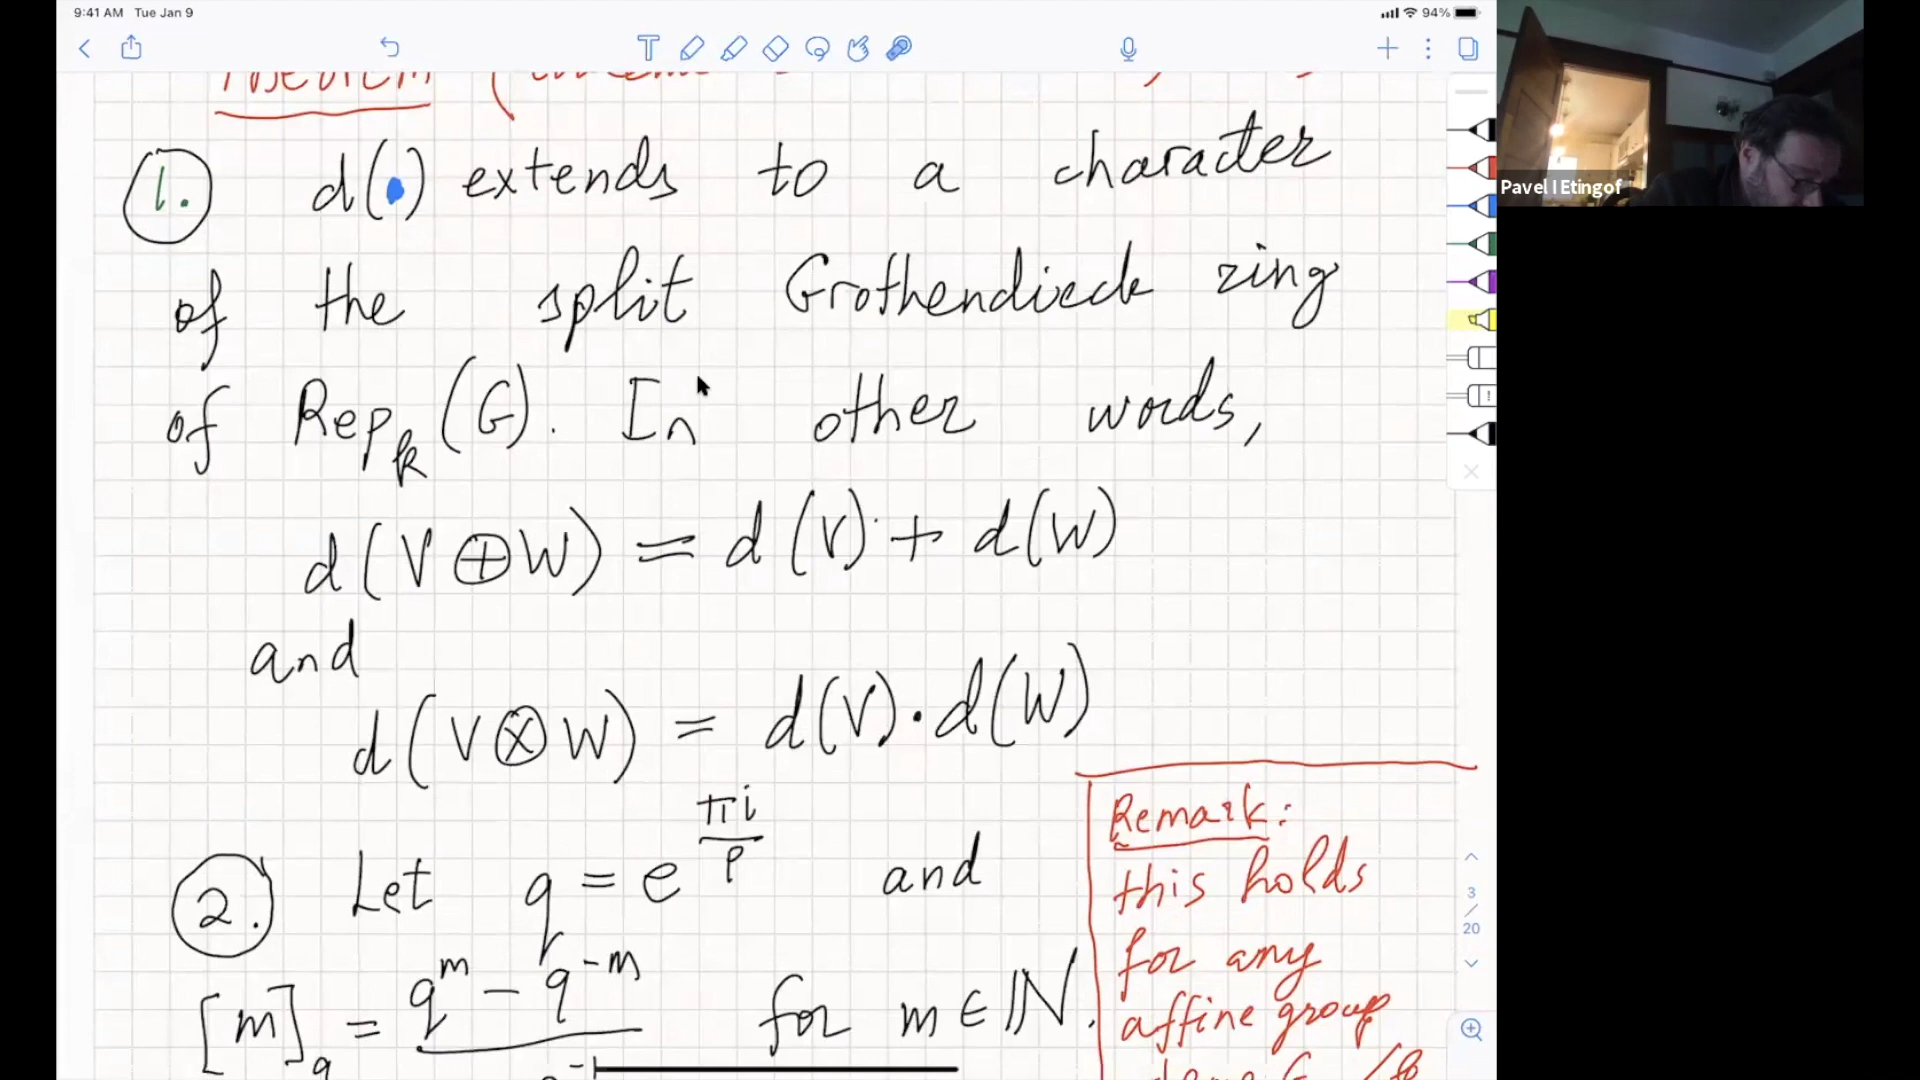 9:41 AM Tue Jan 9
94%
Theorem
1. d(•) extends to a character
of the split Grothendieck ring
of Rep_k(G). In other words,
d(V⊕W) = d(V) + d(W)
and
d(V⊗W) = d(V)·d(W)
2. Let q = e^{πi/p} and
[m]_q = q^m - q^{-m} for m ∈ ℕ.
Remark:
this holds
for any
affine group
Pavel I Etingof
3
/
20